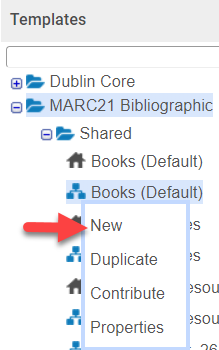 Templates
Dublin Core
MARC21 Bibliographic
Shared
Books (Default)
Books (Default)
New
Duplicate
Contribute
Properties